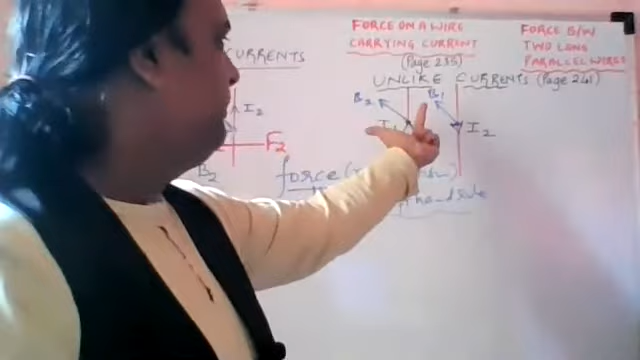 FORCE ON A WIRE
CARRYING CURRENT
(Page 235)
FORCE B/W
TWO LONG
PARALLEL WIRES
(Page 241)
CURRENTS
I₂
F₂
B₂
UNLIKE CURRENTS
B₂
B₁
I₁
I₂
force